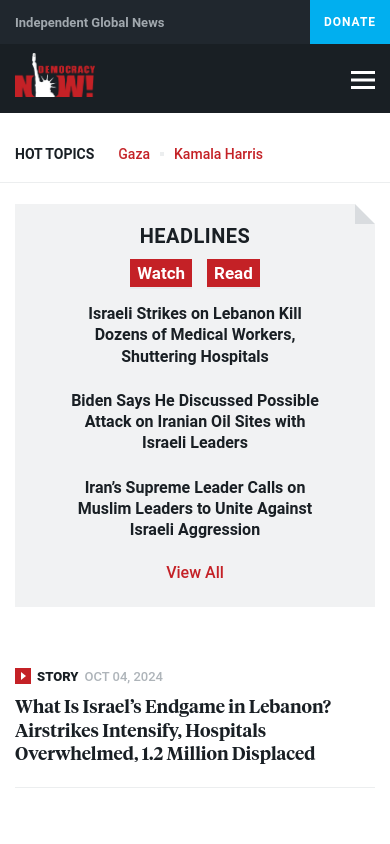 Independent Global News
DONATE
DEMOCRACY
NOW!
HOT TOPICS
Gaza
Kamala Harris
HEADLINES
Watch
Read
Israeli Strikes on Lebanon Kill
Dozens of Medical Workers,
Shuttering Hospitals
Biden Says He Discussed Possible
Attack on Iranian Oil Sites with
Israeli Leaders
Iran’s Supreme Leader Calls on
Muslim Leaders to Unite Against
Israeli Aggression
View All
STORY OCT 04, 2024
What Is Israel’s Endgame in Lebanon?
Airstrikes Intensify, Hospitals
Overwhelmed, 1.2 Million Displaced